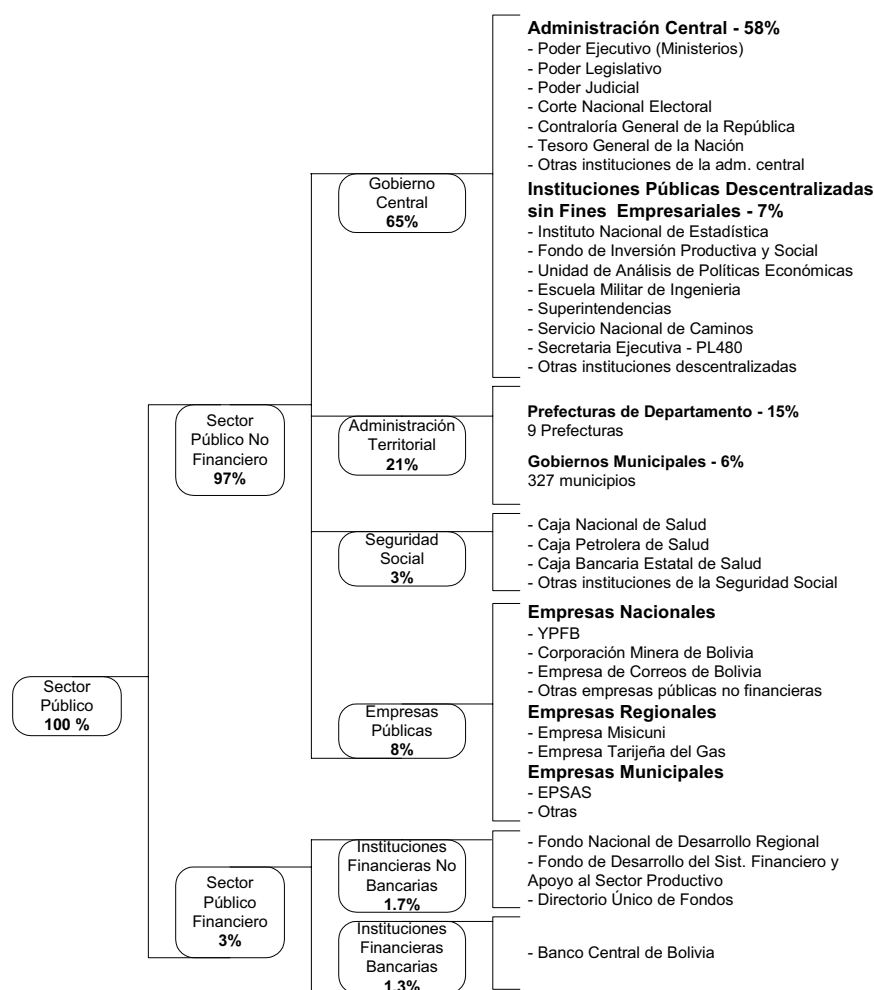 Sector
Público
100 %
Sector
Público No
Financiero
97%
Gobierno
Central
65%
Administración Central - 58%
- Poder Ejecutivo (Ministerios)
- Poder Legislativo
- Poder Judicial
- Corte Nacional Electoral
- Contraloría General de la República
- Tesoro General de la Nación
- Otras instituciones de la adm. central
Instituciones Públicas Descentralizadas
sin Fines Empresariales - 7%
- Instituto Nacional de Estadística
- Fondo de Inversión Productiva y Social
- Unidad de Análisis de Políticas Económicas
- Escuela Militar de Ingenieria
- Superintendencias
- Servicio Nacional de Caminos
- Secretaria Ejecutiva - PL480
- Otras instituciones descentralizadas
Administración
Territorial
21%
Prefecturas de Departamento - 15%
9 Prefecturas
Gobiernos Municipales - 6%
327 municipios
Seguridad
Social
3%
- Caja Nacional de Salud
- Caja Petrolera de Salud
- Caja Bancaria Estatal de Salud
- Otras instituciones de la Seguridad Social
Empresas
Públicas
8%
Empresas Nacionales
- YPFB
- Corporación Minera de Bolivia
- Empresa de Correos de Bolivia
- Otras empresas públicas no financieras
Empresas Regionales
- Empresa Misicuni
- Empresa Tarijeña del Gas
Empresas Municipales
- EPSAS
- Otras
Sector
Público
Financiero
3%
Instituciones
Financieras No
Bancarias
1.7%
- Fondo Nacional de Desarrollo Regional
- Fondo de Desarrollo del Sist. Financiero y
Apoyo al Sector Productivo
- Directorio Único de Fondos
Instituciones
Financieras
Bancarias
1.3%
- Banco Central de Bolivia